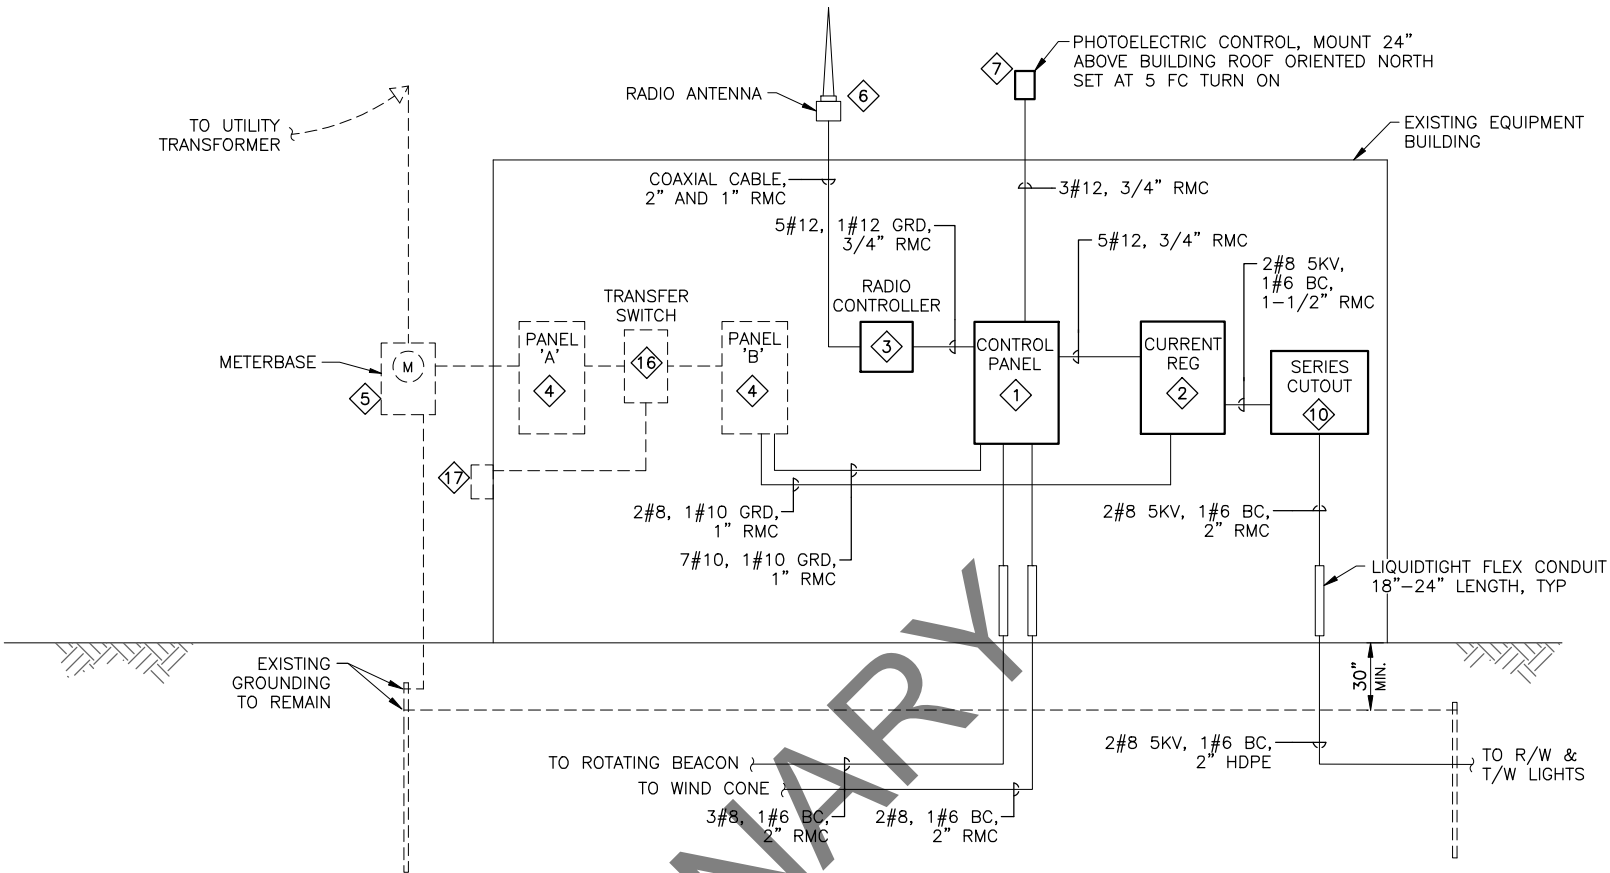 PHOTOELECTRIC CONTROL, MOUNT 24"
ABOVE BUILDING ROOF ORIENTED NORTH
SET AT 5 FC TURN ON
7
RADIO ANTENNA
6
TO UTILITY
TRANSFORMER
EXISTING EQUIPMENT
BUILDING
COAXIAL CABLE,
2" AND 1" RMC
3#12, 3/4" RMC
5#12, 1#12 GRD,
3/4" RMC
5#12, 3/4" RMC
2#8 5KV,
1#6 BC,
1-1/2" RMC
RADIO
CONTROLLER
3
TRANSFER
SWITCH
16
METERBASE
M
5
PANEL
'A'
4
PANEL
'B'
4
CONTROL
PANEL
1
CURRENT
REG
2
SERIES
CUTOUT
10
17
2#8, 1#10 GRD,
1" RMC
7#10, 1#10 GRD,
1" RMC
2#8 5KV, 1#6 BC,
2" RMC
LIQUIDTIGHT FLEX CONDUIT
18"-24" LENGTH, TYP
EXISTING
GROUNDING
TO REMAIN
30"
MIN.
2#8 5KV, 1#6 BC,
2" HDPE
TO R/W &
T/W LIGHTS
TO ROTATING BEACON
TO WIND CONE
3#8, 1#6 BC,
2" RMC
2#8, 1#6 BC,
2" RMC
NARY